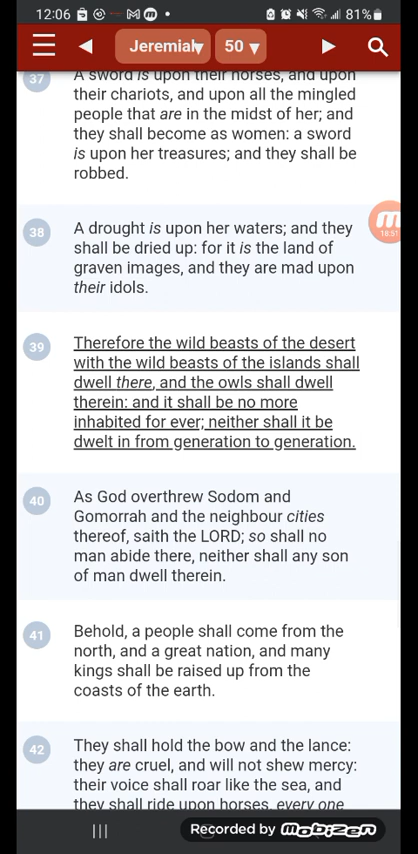 12:06
81%
Jeremiah
50
37
A sword is upon their horses, and upon
their chariots, and upon all the mingled
people that are in the midst of her; and
they shall become as women: a sword
is upon her treasures; and they shall be
robbed.
38
A drought is upon her waters; and they
shall be dried up: for it is the land of
graven images, and they are mad upon
their idols.
18:51
39
Therefore the wild beasts of the desert
with the wild beasts of the islands shall
dwell there, and the owls shall dwell
therein: and it shall be no more
inhabited for ever; neither shall it be
dwelt in from generation to generation.
40
As God overthrew Sodom and
Gomorrah and the neighbour cities
thereof, saith the LORD; so shall no
man abide there, neither shall any son
of man dwell therein.
41
Behold, a people shall come from the
north, and a great nation, and many
kings shall be raised up from the
coasts of the earth.
42
They shall hold the bow and the lance:
they are cruel, and will not shew mercy:
their voice shall roar like the sea, and
they shall ride upon horses, every one
Recorded by mobizen